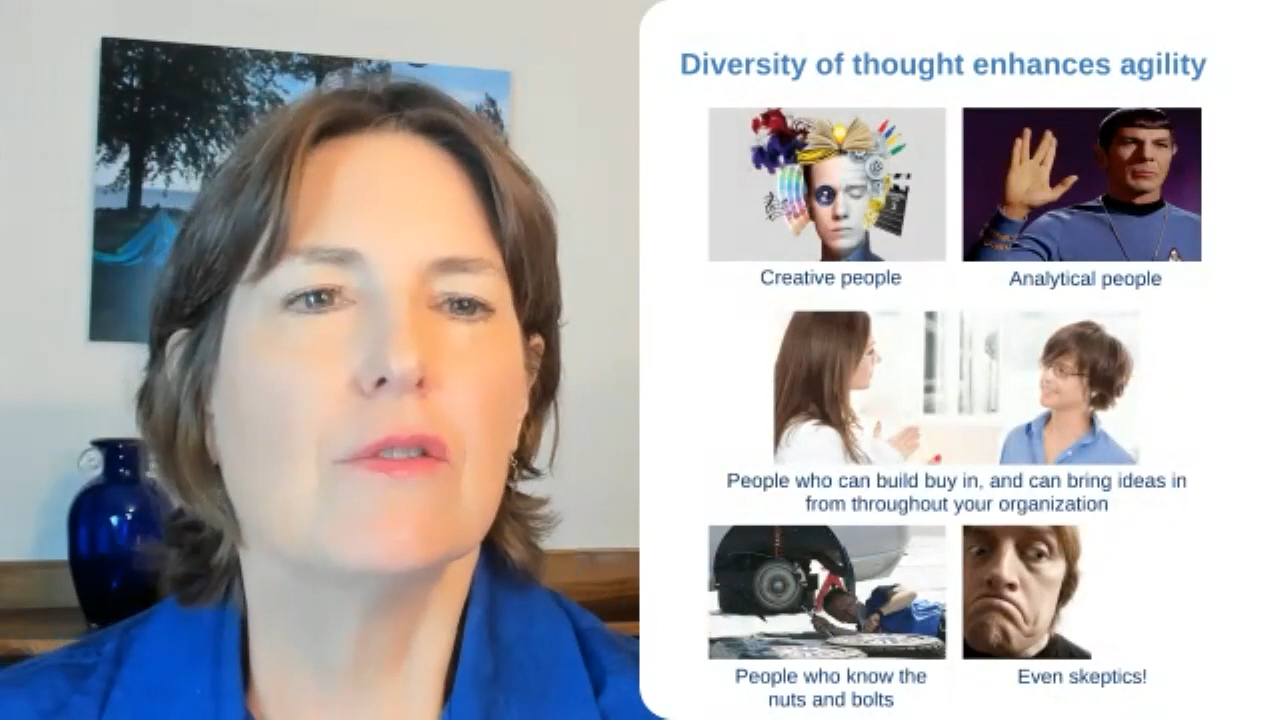 Diversity of thought enhances agility
Creative people
Analytical people
People who can build buy in, and can bring ideas in
from throughout your organization
People who know the
nuts and bolts
Even skeptics!